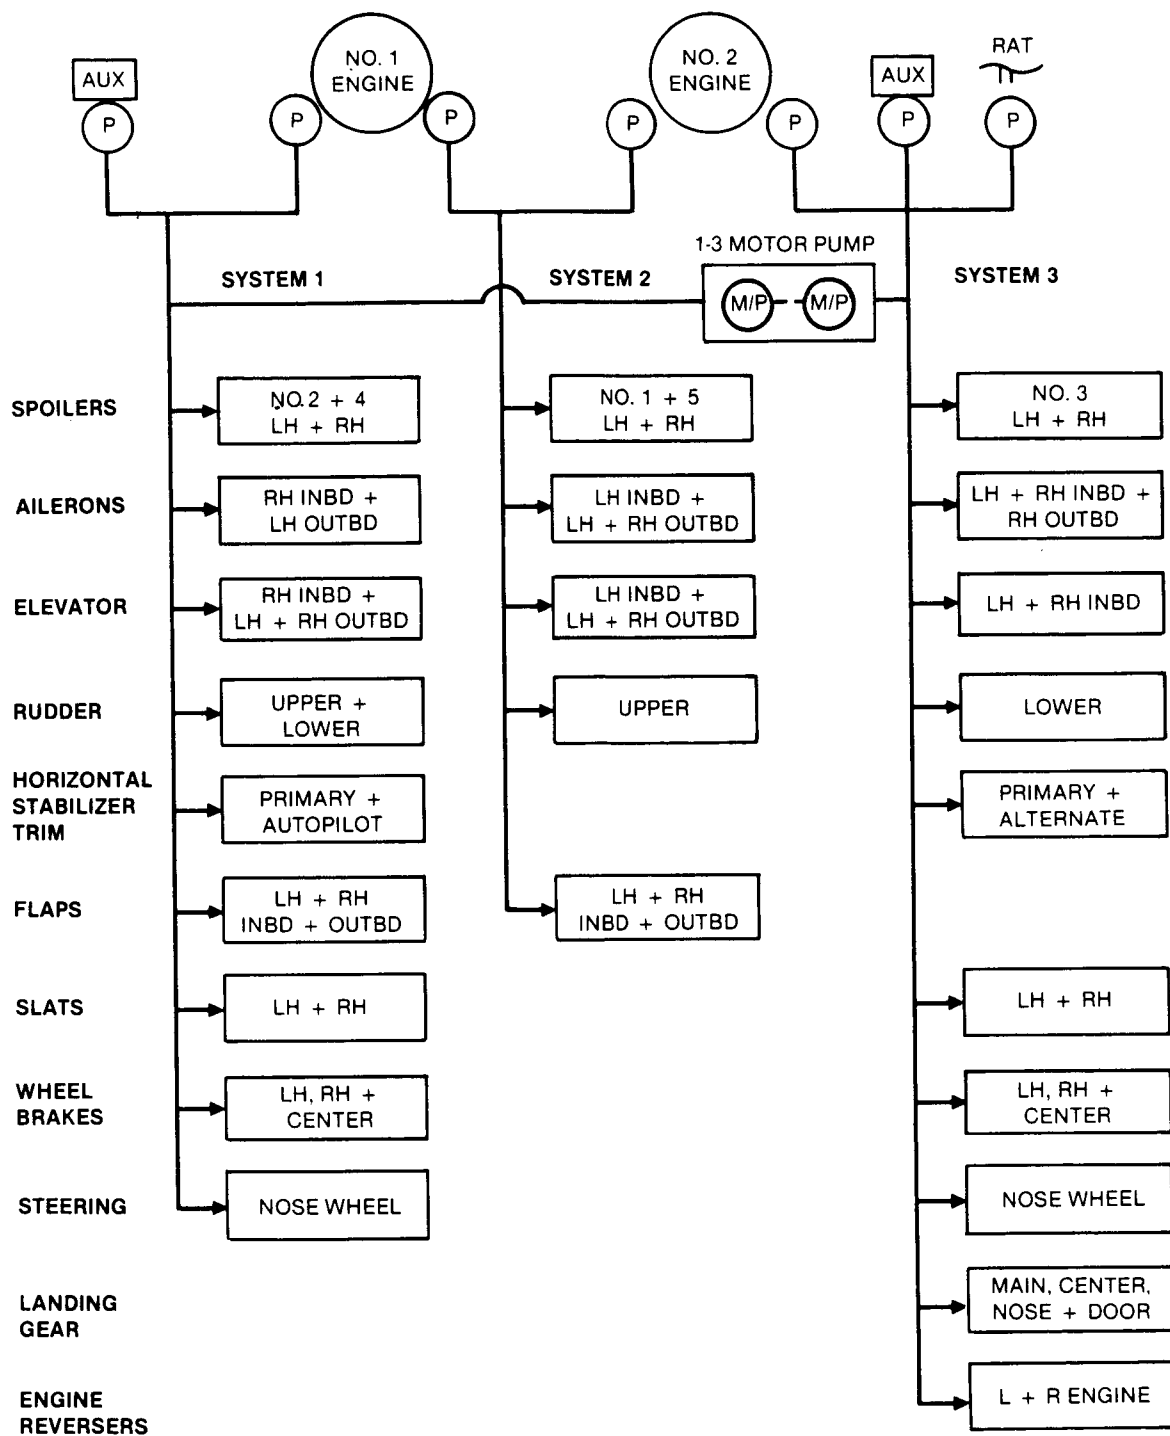 NO. 1
ENGINE
NO. 2
ENGINE
RAT
AUX
AUX
P
P
P
P
P
P
P
1-3 MOTOR PUMP
SYSTEM 1
SYSTEM 2
SYSTEM 3
M/P
M/P
SPOILERS
NO. 2 + 4
LH + RH
NO. 1 + 5
LH + RH
NO. 3
LH + RH
AILERONS
RH INBD +
LH OUTBD
LH INBD +
LH + RH OUTBD
LH + RH INBD +
RH OUTBD
ELEVATOR
RH INBD +
LH + RH OUTBD
LH INBD +
LH + RH OUTBD
LH + RH INBD
RUDDER
UPPER +
LOWER
UPPER
LOWER
HORIZONTAL
STABILIZER
TRIM
PRIMARY +
AUTOPILOT
PRIMARY +
ALTERNATE
FLAPS
LH + RH
INBD + OUTBD
LH + RH
INBD + OUTBD
SLATS
LH + RH
LH + RH
WHEEL
BRAKES
LH, RH +
CENTER
LH, RH +
CENTER
STEERING
NOSE WHEEL
NOSE WHEEL
LANDING
GEAR
MAIN, CENTER,
NOSE + DOOR
ENGINE
REVERSERS
L + R ENGINE